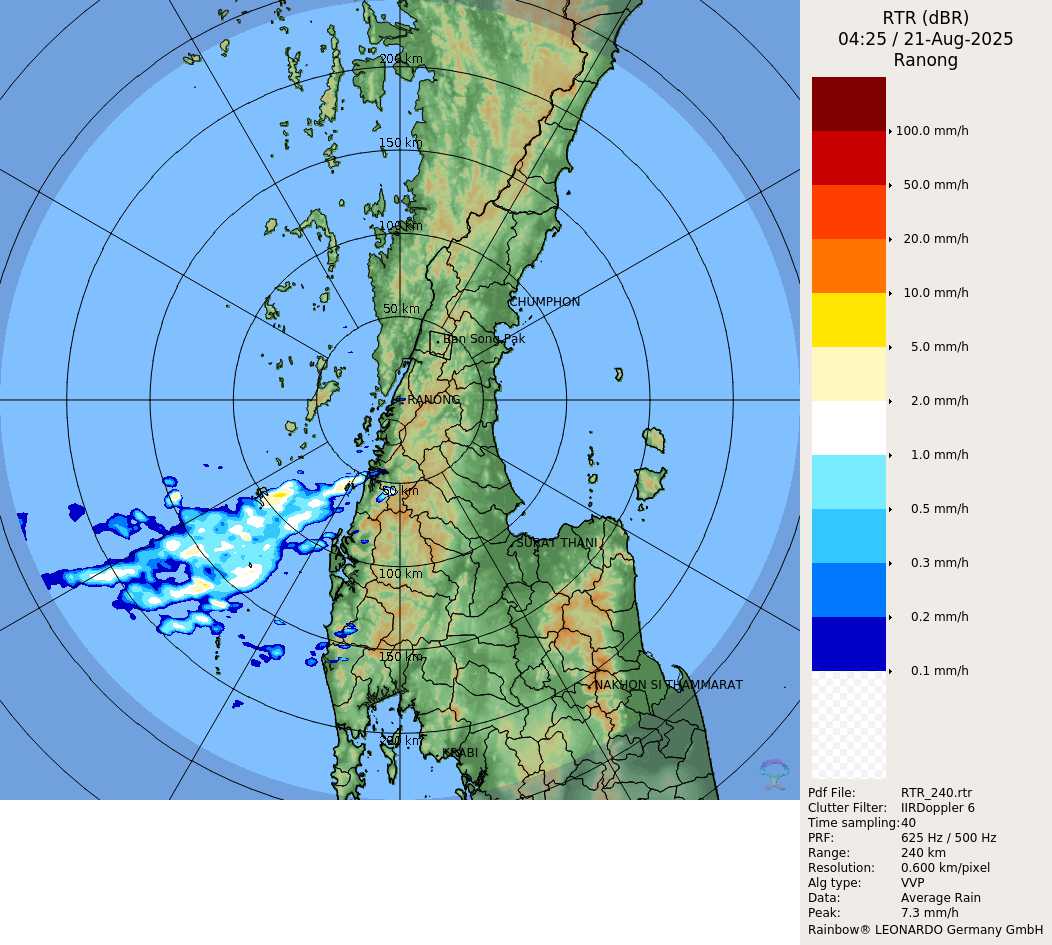 RTR (dBR)
04:25 / 21-Aug-2025
Ranong
200 km
150 km
100 km
50 km
CHUMPHON
Ban Song Pak
RANONG
50 km
SURAT THANI
100 km
150 km
NAKHON SI THAMMARAT
200 km
KRABI
100.0 mm/h
50.0 mm/h
20.0 mm/h
10.0 mm/h
5.0 mm/h
2.0 mm/h
1.0 mm/h
0.5 mm/h
0.3 mm/h
0.2 mm/h
0.1 mm/h
Pdf File: RTR_240.rtr
Clutter Filter: IIRDoppler 6
Time sampling: 40
PRF: 625 Hz / 500 Hz
Range: 240 km
Resolution: 0.600 km/pixel
Alg type: VVP
Data: Average Rain
Peak: 7.3 mm/h
Rainbow® LEONARDO Germany GmbH